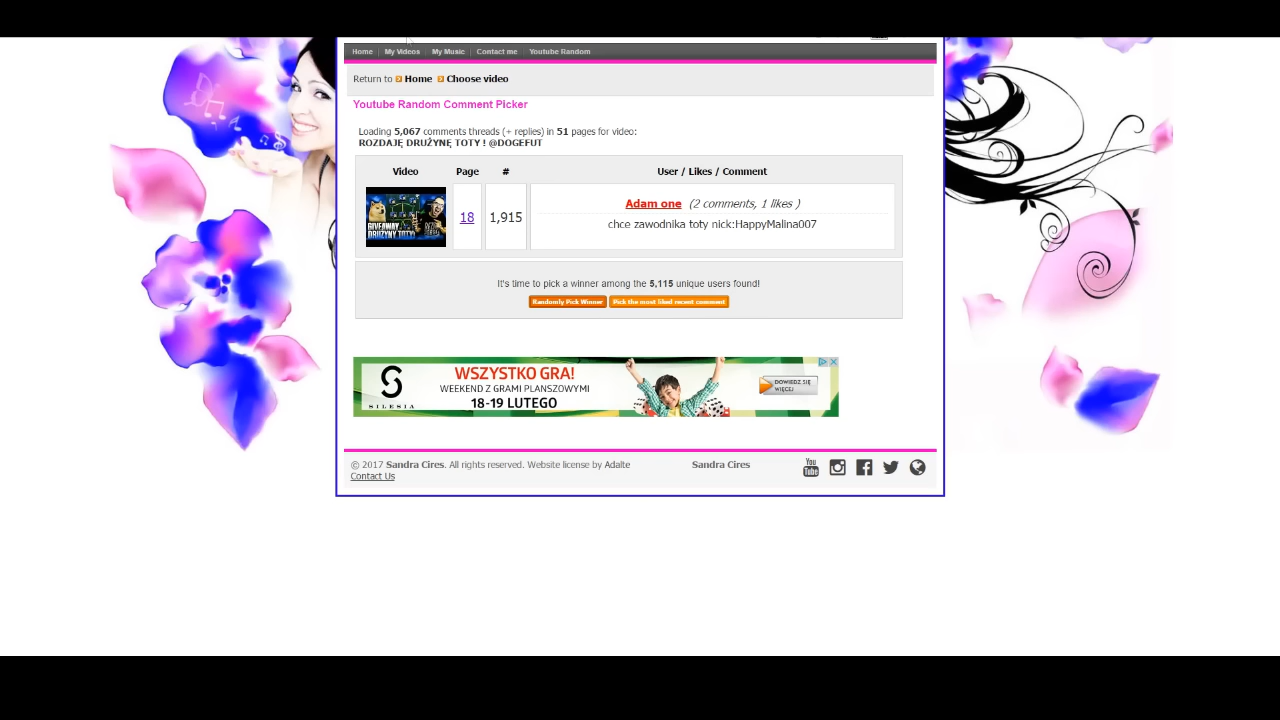 Home My Videos My Music Contact me Youtube Random
Return to Home Choose video
Youtube Random Comment Picker
Loading 5,067 comments threads (+ replies) in 51 pages for video:
ROZDAJĘ DRUŻYNĘ TOTY ! @DOGEFUT
Video Page # User / Likes / Comment
GIVEAWAY
DRUŻYNY TOTY!
18 1,915
Adam one (2 comments, 1 likes )
chce zawodnika toty nick:HappyMalina007
It's time to pick a winner among the 5,115 unique users found!
Randomly Pick Winner Pick the most liked recent comment
SILESIA
WSZYSTKO GRA!
WEEKEND Z GRAMI PLANSZOWYMI
18-19 LUTEGO
DOWIEDZ SIĘ
WIĘCEJ
© 2017 Sandra Cires. All rights reserved. Website license by Adalte
Contact Us
Sandra Cires
You
Tube